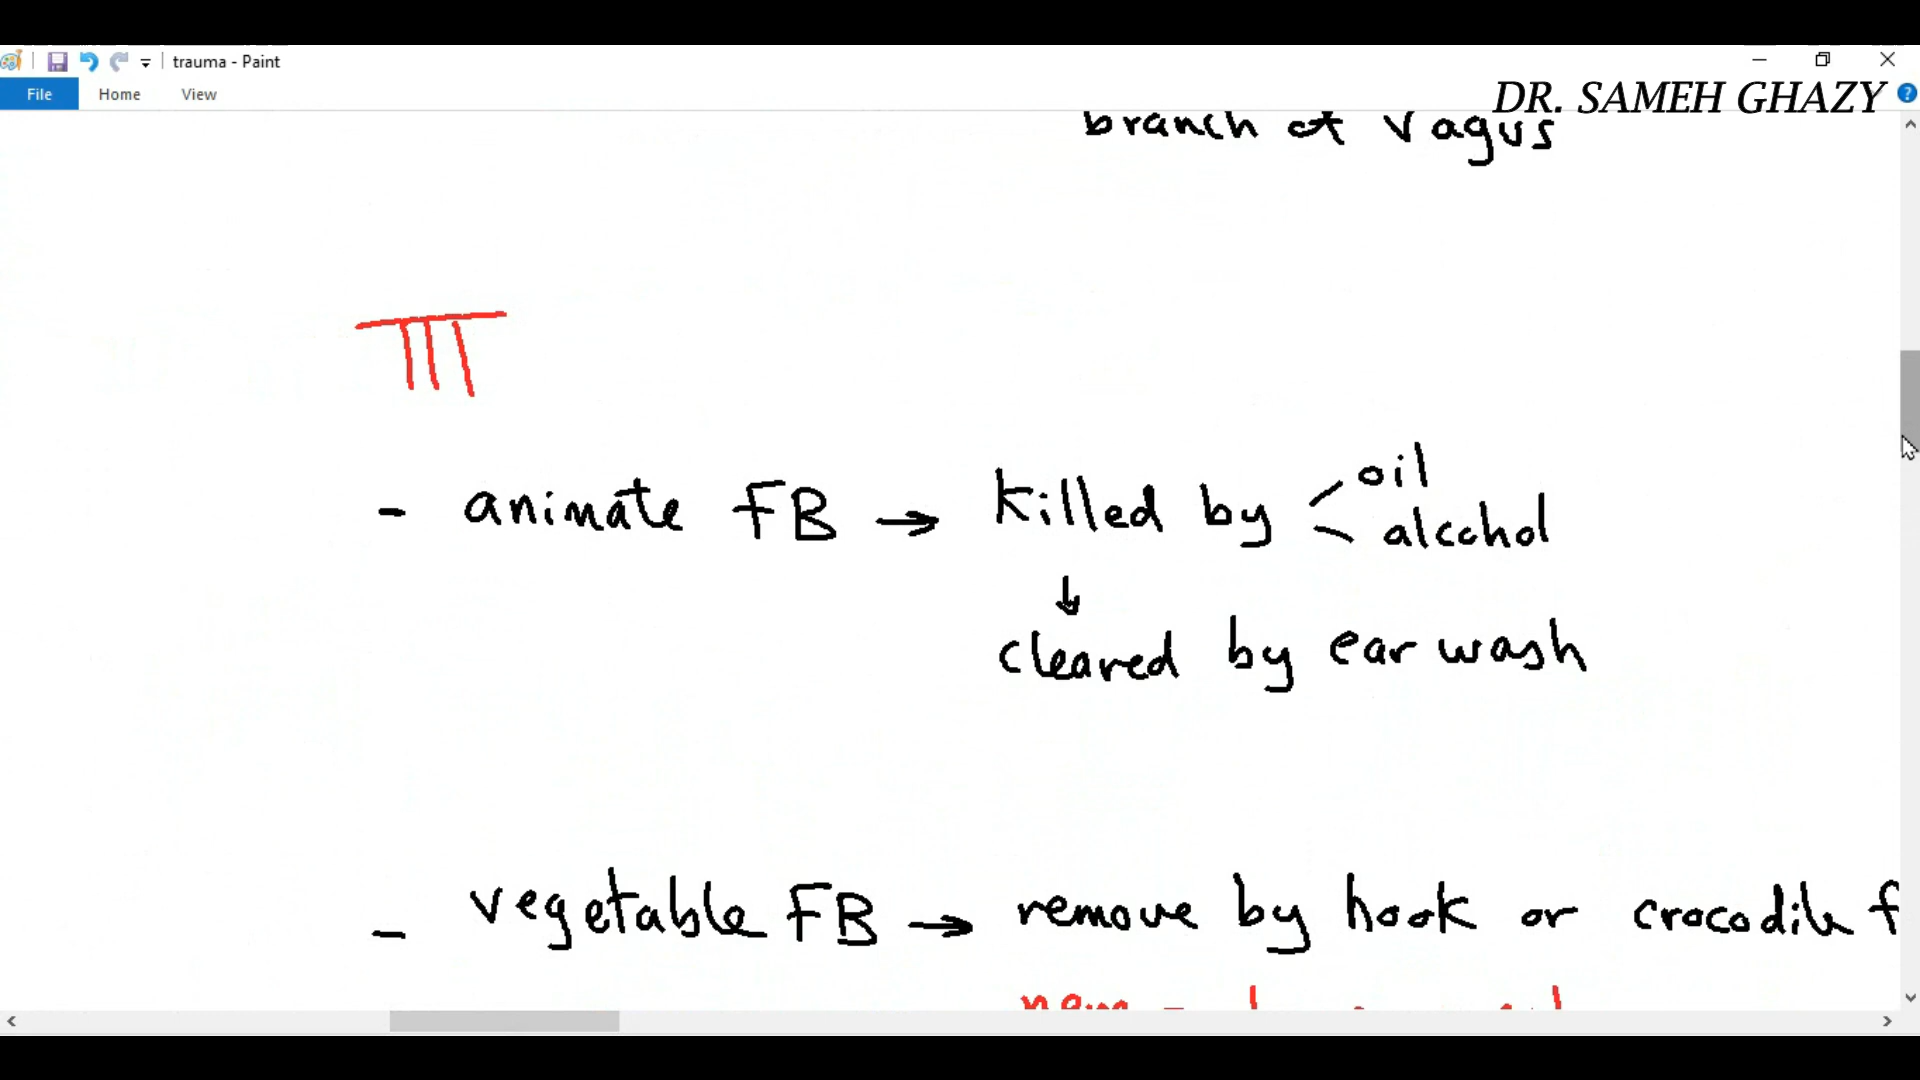 trauma - Paint
File Home View
DR. SAMEH GHAZY
branch of vagus
TTT
- animate FB → killed by < oil
alcohol
↓
cleared by ear wash
- vegetable FB → remove by hook or crocodile f